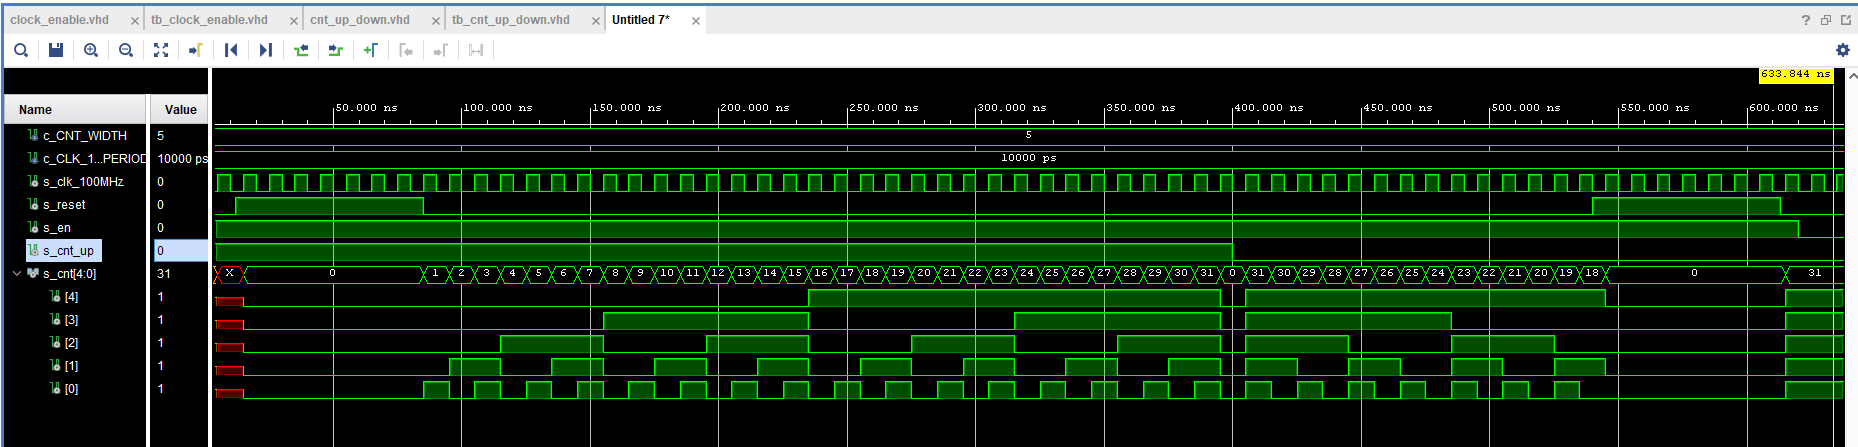 clock_enable.vhd × tb_clock_enable.vhd × cnt_up_down.vhd × tb_cnt_up_down.vhd × Untitled 7* × ?
633.844 ns
Name Value
50.000 ns 100.000 ns 150.000 ns 200.000 ns 250.000 ns 300.000 ns 350.000 ns 400.000 ns 450.000 ns 500.000 ns 550.000 ns 600.000 ns
c_CNT_WIDTH 5 5
c_CLK_1...PERIOD 10000 ps 10000 ps
s_clk_100MHz 0
s_reset 0
s_en 0
s_cnt_up 0
s_cnt[4:0] 31 X 0 1 2 3 4 5 6 7 8 9 10 11 12 13 14 15 16 17 18 19 20 21 22 23 24 25 26 27 28 29 30 31 0 31 30 29 28 27 26 25 24 23 22 21 20 19 18 0 31
[4] 1
[3] 1
[2] 1
[1] 1
[0] 1